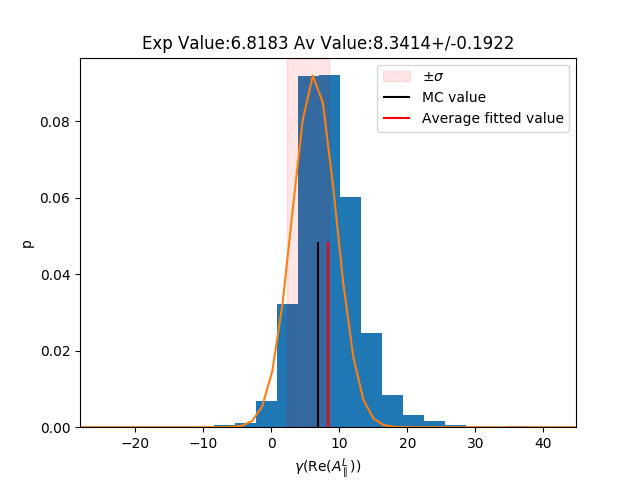 Exp Value:6.8183 Av Value:8.3414+/-0.1922
±σ
MC value
Average fitted value
p
0.08
0.06
0.04
0.02
0.00
−20 −10 0 10 20 30 40
γ(Re(A^L_∥))